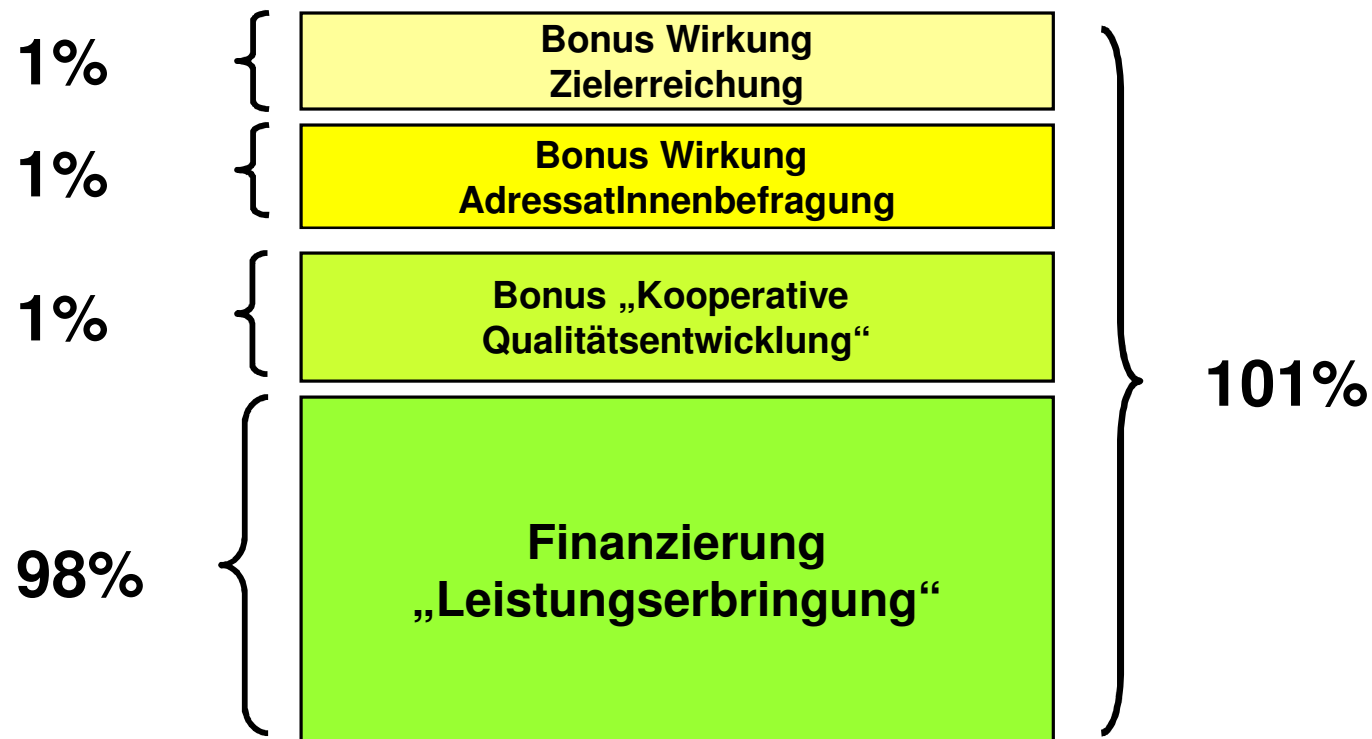 1%
Bonus Wirkung
Zielerreichung
1%
Bonus Wirkung
AdressatInnenbefragung
1%
Bonus „Kooperative
Qualitätsentwicklung“
101%
98%
Finanzierung
„Leistungserbringung“